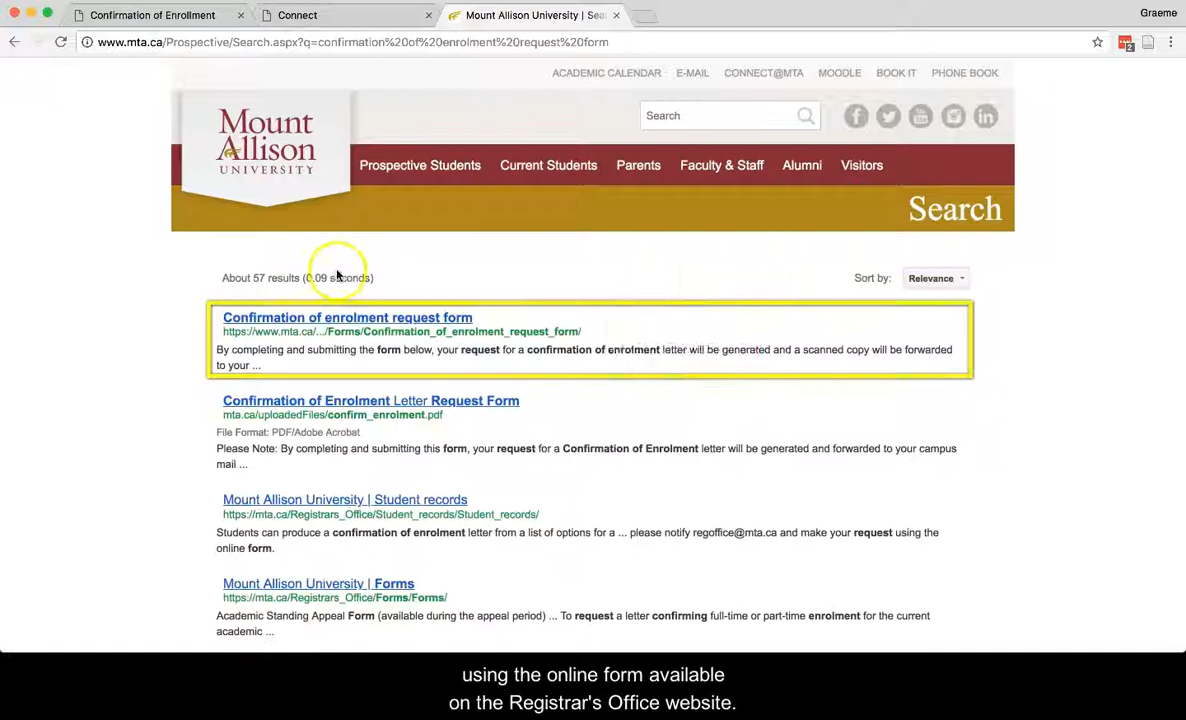 Confirmation of Enrollment
Connect
Mount Allison University | Sea
Graeme
www.mta.ca/Prospective/Search.aspx?q=confirmation%20of%20enrolment%20request%20form
2
ACADEMIC CALENDAR E-MAIL CONNECT@MTA MOODLE BOOK IT PHONE BOOK
Mount
Allison
UNIVERSITY
Search
Prospective Students Current Students Parents Faculty & Staff Alumni Visitors
Search
About 57 results (0.09 seconds)
Sort by: Relevance
Confirmation of enrolment request form
https://www.mta.ca/.../Forms/Confirmation_of_enrolment_request_form/
By completing and submitting the form below, your request for a confirmation of enrolment letter will be generated and a scanned copy will be forwarded
to your ...
Confirmation of Enrolment Letter Request Form
mta.ca/uploadedFiles/confirm_enrolment.pdf
File Format: PDF/Adobe Acrobat
Please Note: By completing and submitting this form, your request for a Confirmation of Enrolment letter will be generated and forwarded to your campus
mail ...
Mount Allison University | Student records
https://mta.ca/Registrars_Office/Student_records/Student_records/
Students can produce a confirmation of enrolment letter from a list of options for a ... please notify regoffice@mta.ca and make your request using the
online form.
Mount Allison University | Forms
https://mta.ca/Registrars_Office/Forms/Forms/
Academic Standing Appeal Form (available during the appeal period) ... To request a letter confirming full-time or part-time enrolment for the current
academic ...
using the online form available
on the Registrar's Office website.